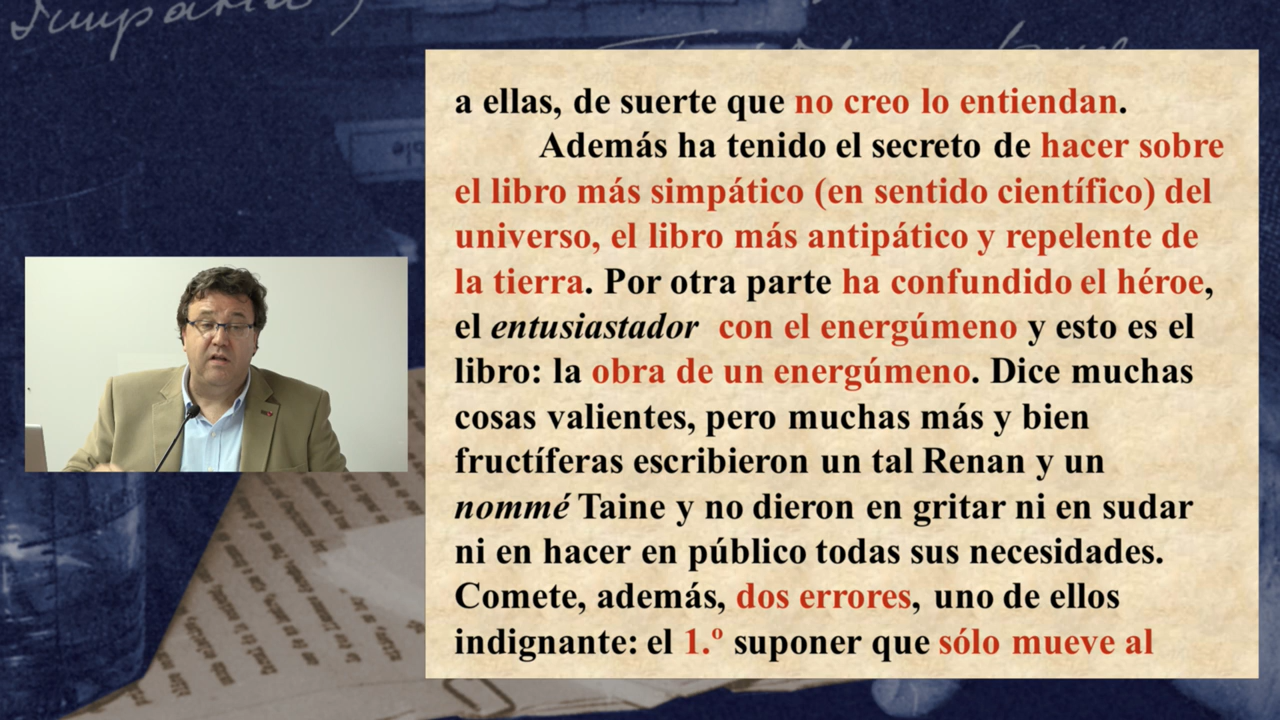 a ellas, de suerte que no creo lo entiendan.
Además ha tenido el secreto de hacer sobre
el libro más simpático (en sentido científico) del
universo, el libro más antipático y repelente de
la tierra. Por otra parte ha confundido el héroe,
el entusiastador con el energúmeno y esto es el
libro: la obra de un energúmeno. Dice muchas
cosas valientes, pero muchas más y bien
fructíferas escribieron un tal Renan y un
nommé Taine y no dieron en gritar ni en sudar
ni en hacer en público todas sus necesidades.
Comete, además, dos errores, uno de ellos
indignante: el 1.º suponer que sólo mueve al